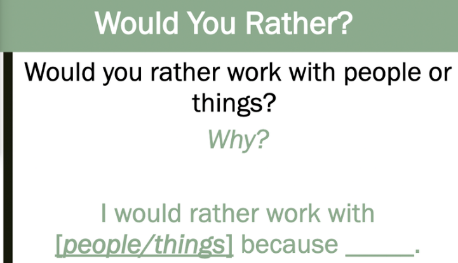 Would You Rather?
Would you rather work with people or
things?
Why?
I would rather work with
[people/things] because ______.